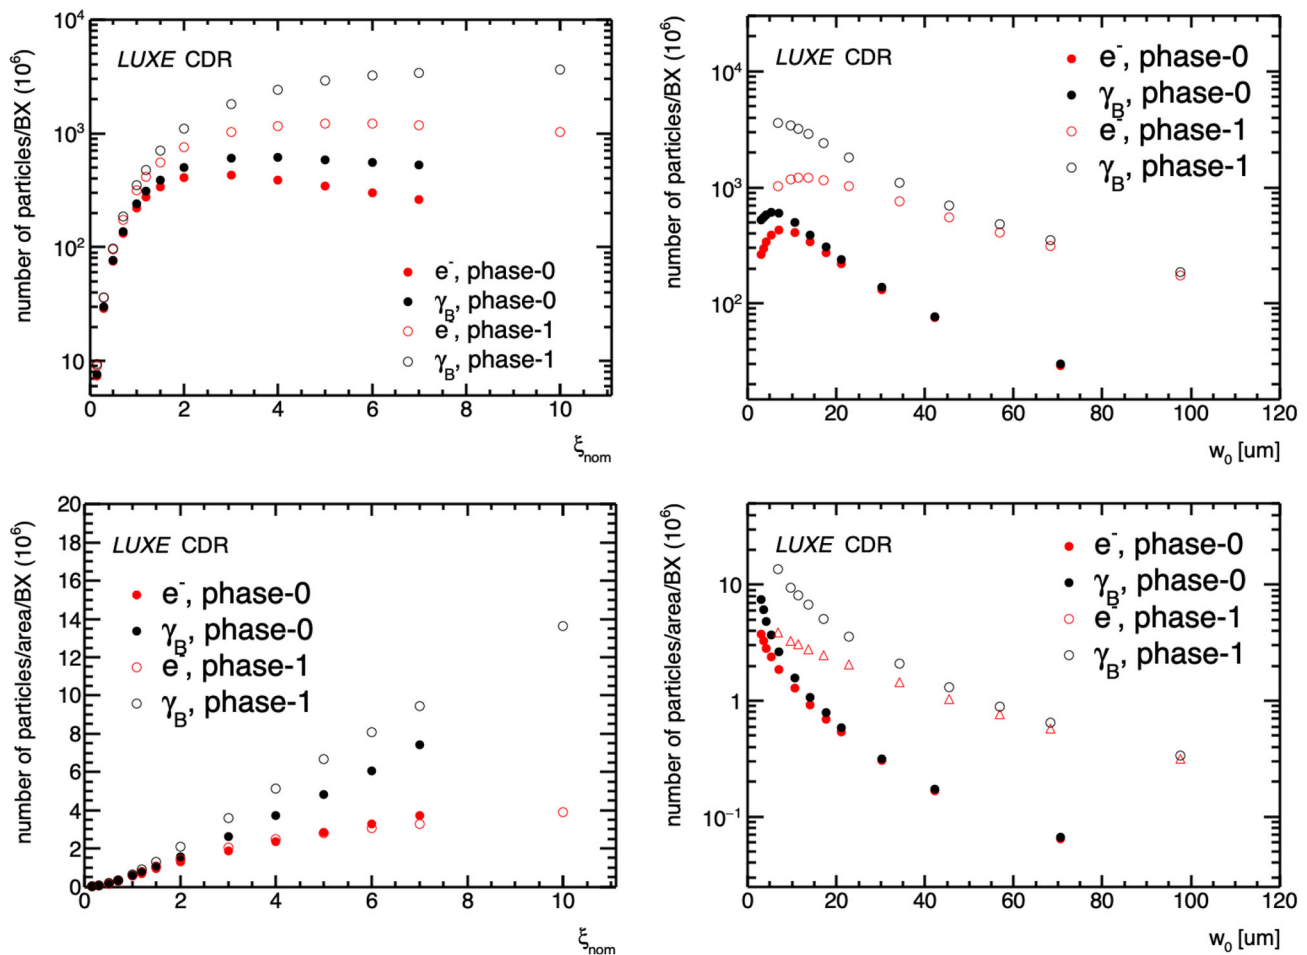 number of particles/BX (10⁶)
10⁴
10³
10²
10
LUXE CDR
e⁻, phase-0
γB, phase-0
e⁻, phase-1
γB, phase-1
0 2 4 6 8 10
ξnom
number of particles/BX (10⁶)
10⁴
10³
10²
LUXE CDR
e⁻, phase-0
γB, phase-0
e⁻, phase-1
γB, phase-1
0 20 40 60 80 100 120
w₀ [um]
number of particles/area/BX (10⁶)
20
18
16
14
12
10
8
6
4
2
0
LUXE CDR
e⁻, phase-0
γB, phase-0
e⁻, phase-1
γB, phase-1
0 2 4 6 8 10
ξnom
number of particles/area/BX (10⁶)
10
1
10⁻¹
LUXE CDR
e⁻, phase-0
γB, phase-0
e⁻, phase-1
γB, phase-1
0 20 40 60 80 100 120
w₀ [um]